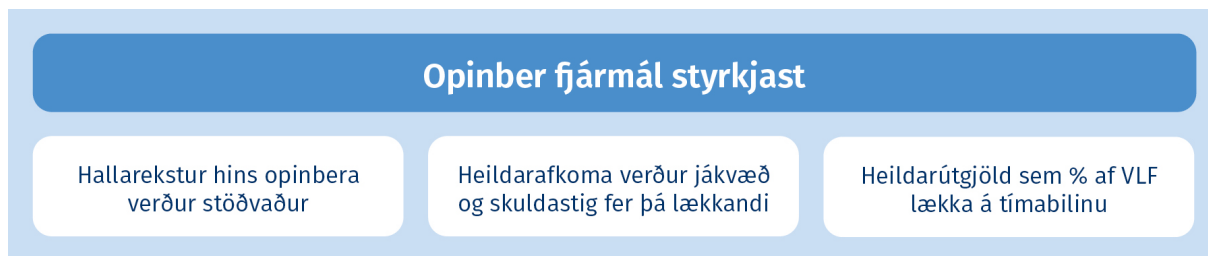 Opinber fjármál styrkjast
Hallarekstur hins opinbera
verður stöðvaður
Heildarafkoma verður jákvæð
og skuldastig fer þá lækkandi
Heildarútgjöld sem % af VLF
lækka á tímabilinu